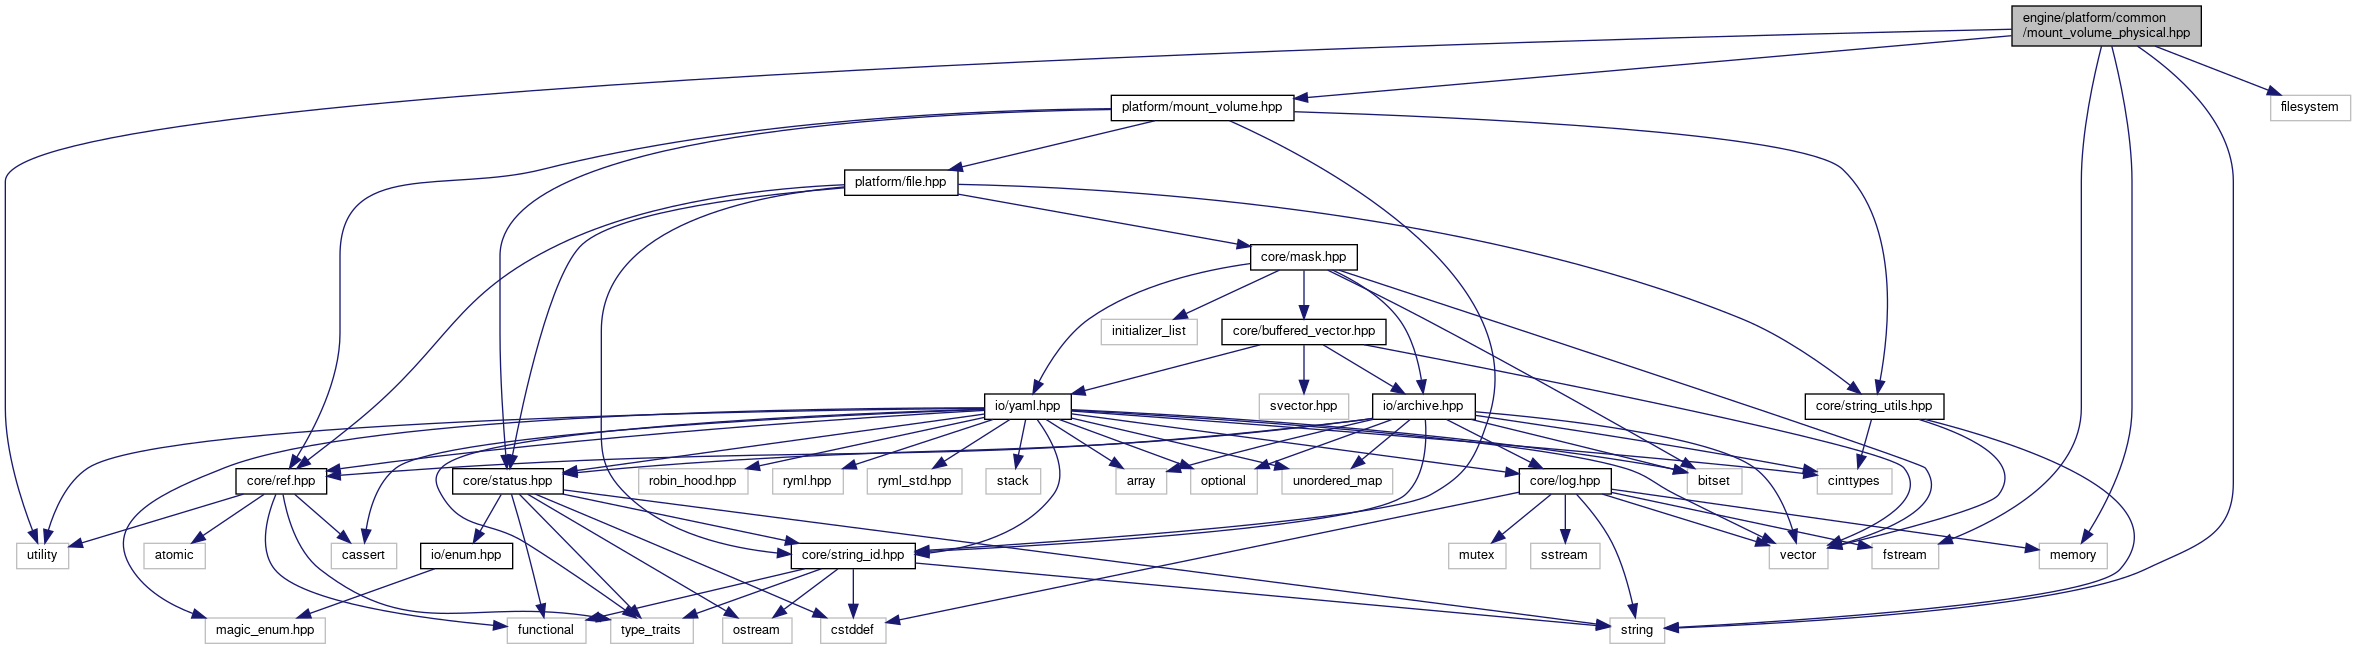 engine/platform/common
/mount_volume_physical.hpp
platform/mount_volume.hpp
filesystem
platform/file.hpp
core/mask.hpp
initializer_list
core/buffered_vector.hpp
io/yaml.hpp
svector.hpp
io/archive.hpp
core/string_utils.hpp
core/ref.hpp
core/status.hpp
robin_hood.hpp
ryml.hpp
ryml_std.hpp
stack
array
optional
unordered_map
core/log.hpp
bitset
cinttypes
utility
atomic
cassert
io/enum.hpp
core/string_id.hpp
mutex
sstream
vector
fstream
memory
magic_enum.hpp
functional
type_traits
ostream
cstddef
string